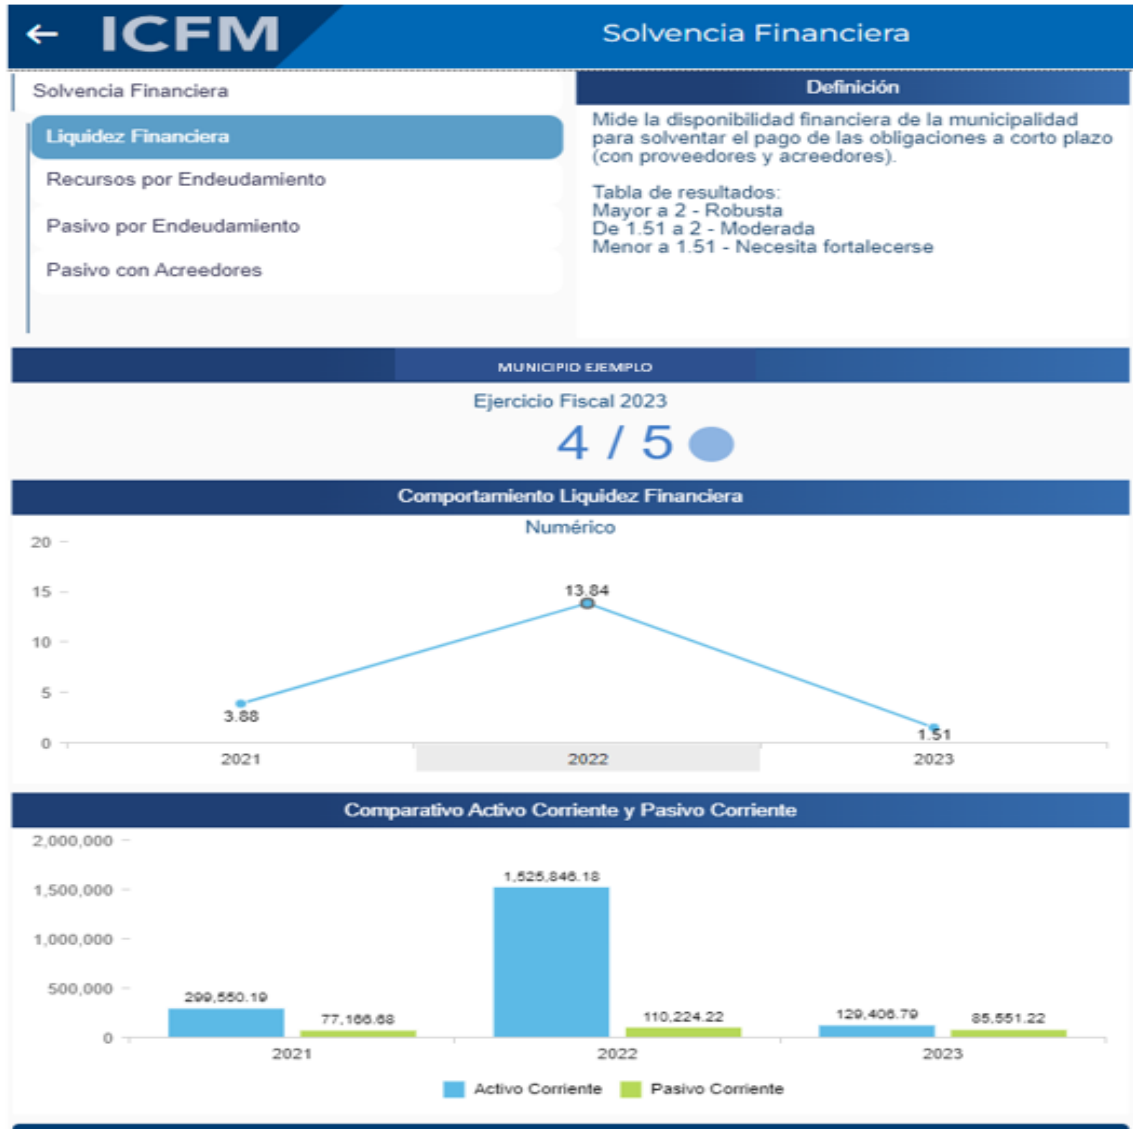 ICFM
Solvencia Financiera
Solvencia Financiera
Liquidez Financiera
Recursos por Endeudamiento
Pasivo por Endeudamiento
Pasivo con Acreedores
Definición
Mide la disponibilidad financiera de la municipalidad
para solventar el pago de las obligaciones a corto plazo
(con proveedores y acreedores).
Tabla de resultados:
Mayor a 2 - Robusta
De 1.51 a 2 - Moderada
Menor a 1.51 - Necesita fortalecerse
MUNICIPIO EJEMPLO
Ejercicio Fiscal 2023
4 / 5
Comportamiento Liquidez Financiera
Numérico
20
15
10
5
0
3.88
13.84
1.51
2021
2022
2023
Comparativo Activo Corriente y Pasivo Corriente
2,000,000
1,500,000
1,000,000
500,000
0
299,550.19
77,166.68
1,525,846.18
110,224.22
129,406.79
85,551.22
2021
2022
2023
Activo Corriente
Pasivo Corriente